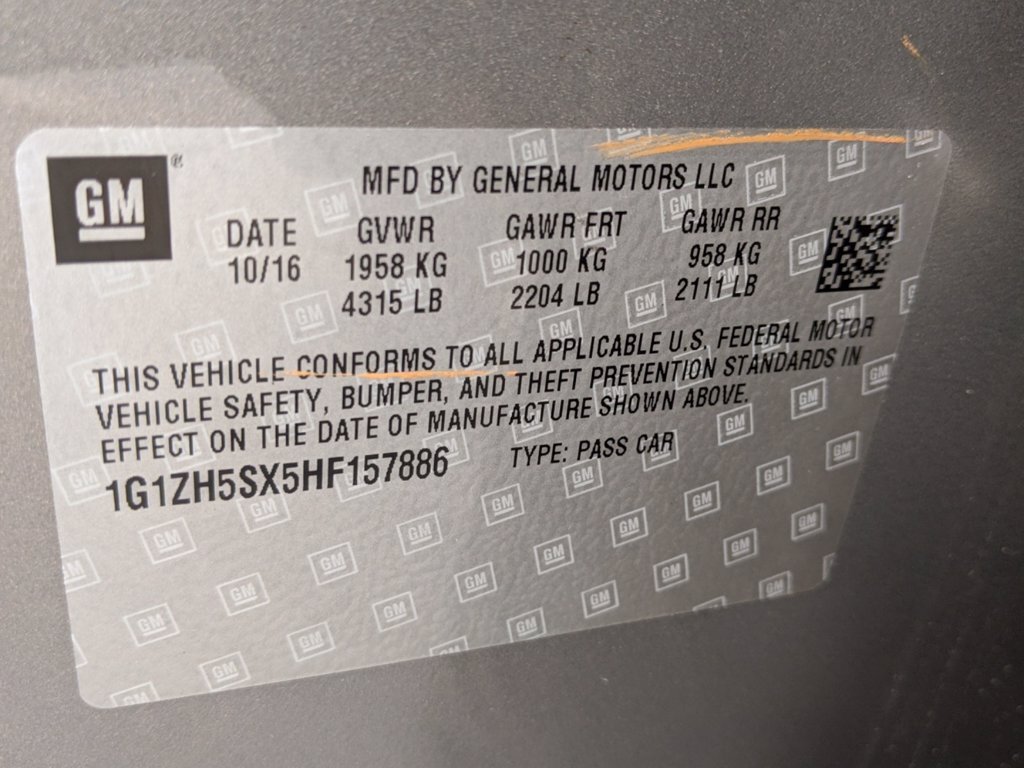 GM ®
MFD BY GENERAL MOTORS LLC
DATE GVWR GAWR FRT GAWR RR
10/16 1958 KG 1000 KG 958 KG
4315 LB 2204 LB 2111 LB
THIS VEHICLE CONFORMS TO ALL APPLICABLE U.S. FEDERAL MOTOR
VEHICLE SAFETY, BUMPER, AND THEFT PREVENTION STANDARDS IN
EFFECT ON THE DATE OF MANUFACTURE SHOWN ABOVE.
1G1ZH5SX5HF157886 TYPE: PASS CAR